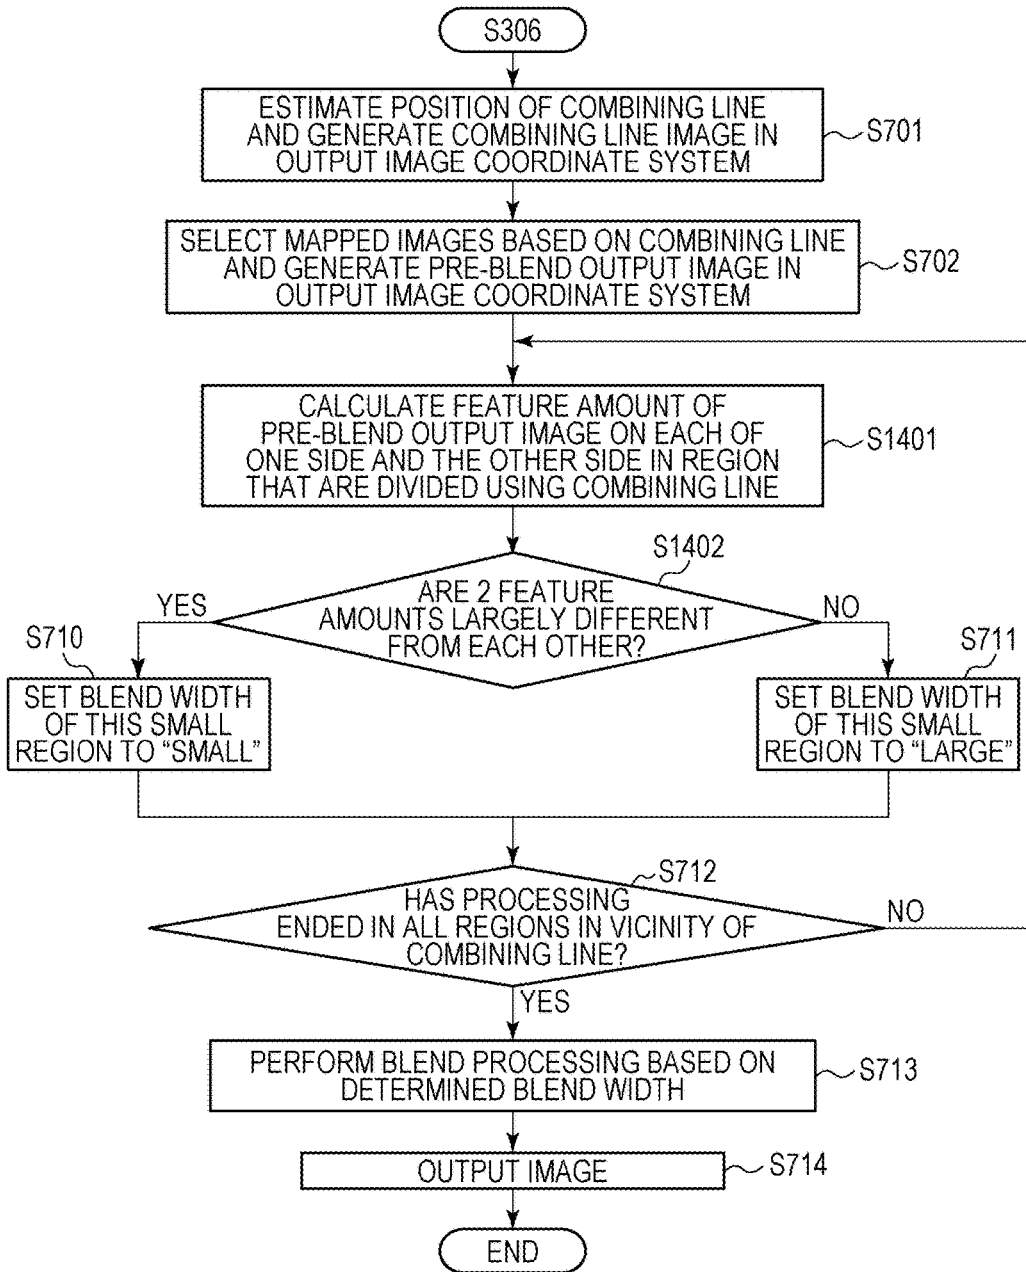 S306
ESTIMATE POSITION OF COMBINING LINE
AND GENERATE COMBINING LINE IMAGE IN
OUTPUT IMAGE COORDINATE SYSTEM
S701
SELECT MAPPED IMAGES BASED ON COMBINING LINE
AND GENERATE PRE-BLEND OUTPUT IMAGE IN
OUTPUT IMAGE COORDINATE SYSTEM
S702
CALCULATE FEATURE AMOUNT OF
PRE-BLEND OUTPUT IMAGE ON EACH OF
ONE SIDE AND THE OTHER SIDE IN REGION
THAT ARE DIVIDED USING COMBINING LINE
S1401
S1402
ARE 2 FEATURE
AMOUNTS LARGELY DIFFERENT
FROM EACH OTHER?
YES
NO
S710
SET BLEND WIDTH
OF THIS SMALL
REGION TO “SMALL”
S711
SET BLEND WIDTH
OF THIS SMALL
REGION TO “LARGE”
S712
HAS PROCESSING
ENDED IN ALL REGIONS IN VICINITY OF
COMBINING LINE?
NO
YES
PERFORM BLEND PROCESSING BASED ON
DETERMINED BLEND WIDTH
S713
OUTPUT IMAGE
S714
END